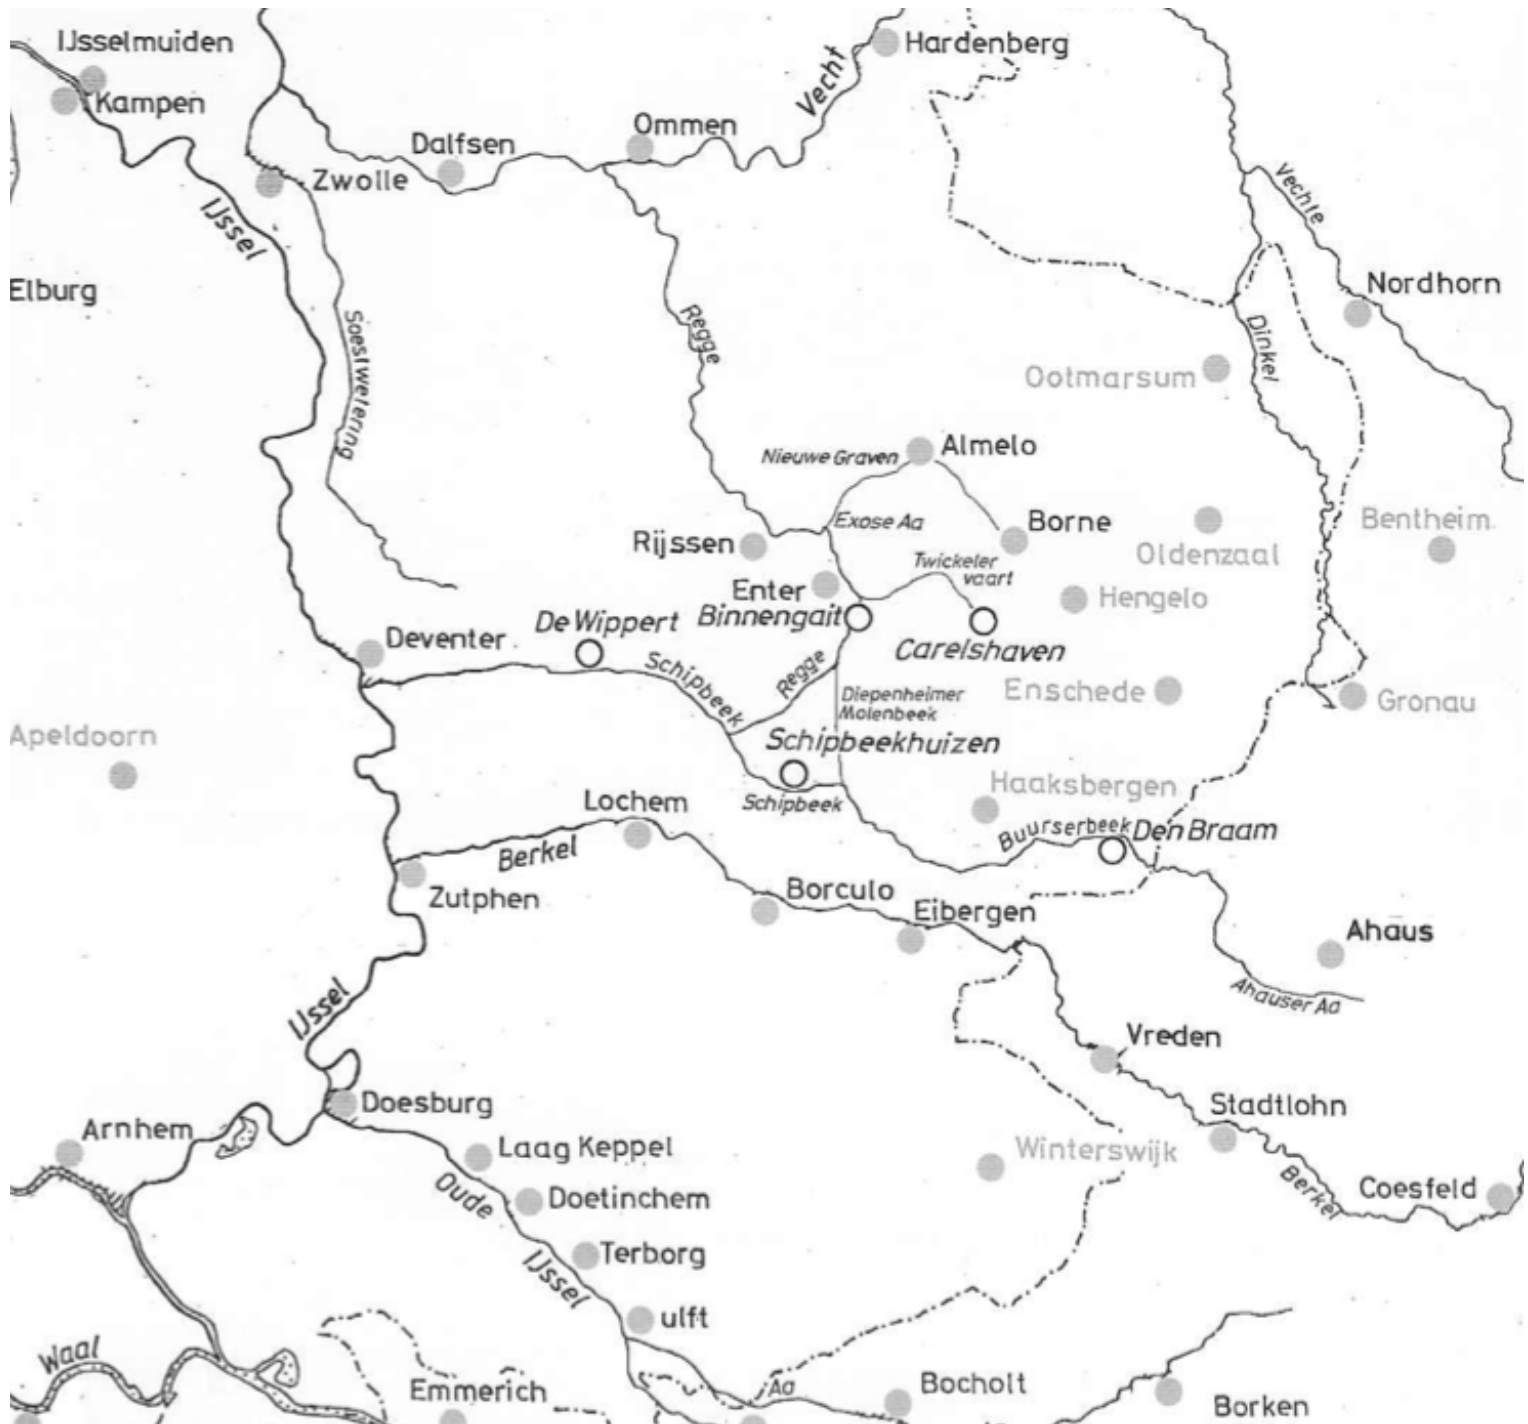 IJsselmuiden
Hardenberg
Kampen
Vecht
Ommen
Dalfsen
Zwolle
Vechte
IJssel
Elburg
Nordhorn
Regge
Soestwetering
Dinkel
Ootmarsum
Almelo
Nieuwe Graven
Borne
Exose Aa
Bentheim
Rijssen
Oldenzaal
Twickeler
vaart
Enter
Hengelo
Binnengait
De Wippert
Deventer
Carelshaven
Schipbeek
Regge
Enschede
Diepenheimer
Molenbeek
Gronau
Apeldoorn
Schipbeekhuizen
Haaksbergen
Lochem
Schipbeek
Buurserbeek
Den Braam
Berkel
Zutphen
Borculo
Eibergen
Ahaus
IJssel
Ahauser Aa
Vreden
Doesburg
Stadtlohn
Arnhem
Laag Keppel
Winterswijk
Oude
IJssel
Doetinchem
Berkel
Coesfeld
Terborg
ulft
Waal
Emmerich
Aa
Bocholt
Borken